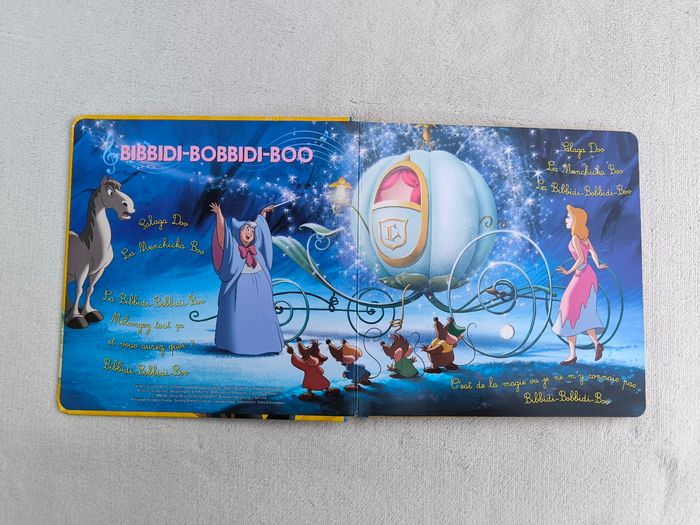 BIBBIDI-BOBBIDI-BOO
Salaga Doo
La Menchicka Boo
La Bibbidi-Bobbidi-Boo
Mélangez tout ça
et vous aurez quoi ?
Bibbidi-Bobbidi-Boo
C
Salaga Doo
La Menchicka Boo
La Bibbidi-Bobbidi-Boo
C'est de la magie ou je ne m'y connais pas
Bibbidi-Bobbidi-Boo